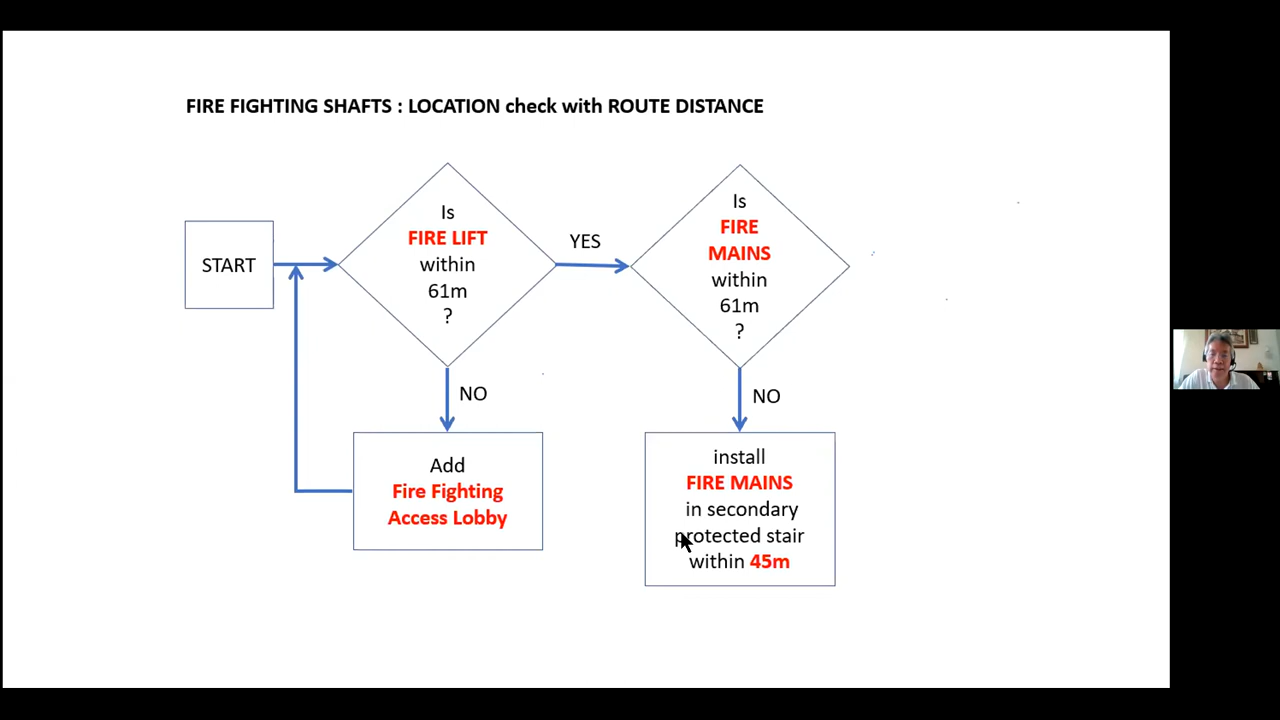 FIRE FIGHTING SHAFTS : LOCATION check with ROUTE DISTANCE
START
Is
FIRE LIFT
within
61m
?
YES
Is
FIRE
MAINS
within
61m
?
NO
NO
Add
Fire Fighting
Access Lobby
install
FIRE MAINS
in secondary
protected stair
within 45m